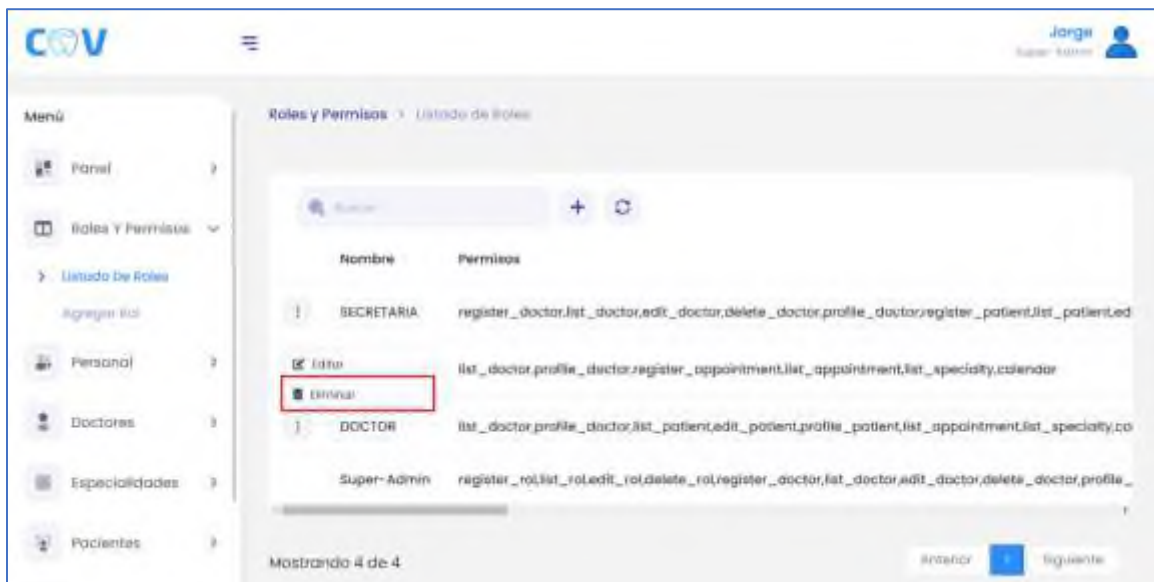 COV
Jorge
Super-Admin
Menú
Roles y Permisos > Listado de Roles
Panel
Buscar
Roles Y Permisos
Nombre Permisos
Listado De Roles
SECRETARIA register_doctor,list_doctor,edit_doctor,delete_doctor,profile_doctor,register_patient,list_patient,ed
Agregar Rol
Personal
Editar
list_doctor,profile_doctor,register_appointment,list_appointment,list_specialty,calendar
Eliminar
Doctores
DOCTOR list_doctor,profile_doctor,list_patient,edit_patient,profile_patient,list_appointment,list_specialty,ca
Especialidades
Super-Admin register_rol,list_rol,edit_rol,delete_rol,register_doctor,list_doctor,edit_doctor,delete_doctor,profile_
Pacientes
Mostrando 4 de 4
Anterior 1 Siguiente